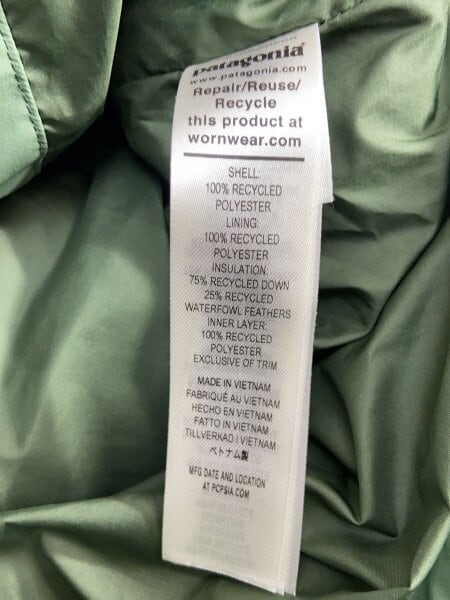 patagonia
www.patagonia.com
Repair/Reuse/
Recycle
this product at
wornwear.com
SHELL:
100% RECYCLED
POLYESTER
LINING:
100% RECYCLED
POLYESTER
INSULATION:
75% RECYCLED DOWN
25% RECYCLED
WATERFOWL FEATHERS
INNER LAYER:
100% RECYCLED
POLYESTER
EXCLUSIVE OF TRIM
MADE IN VIETNAM
FABRIQUÉ AU VIETNAM
HECHO EN VIETNAM
FATTO IN VIETNAM
TILLVERKAD I VIETNAM
ベトナム製
MFG DATE AND LOCATION
AT PCPSIA.COM